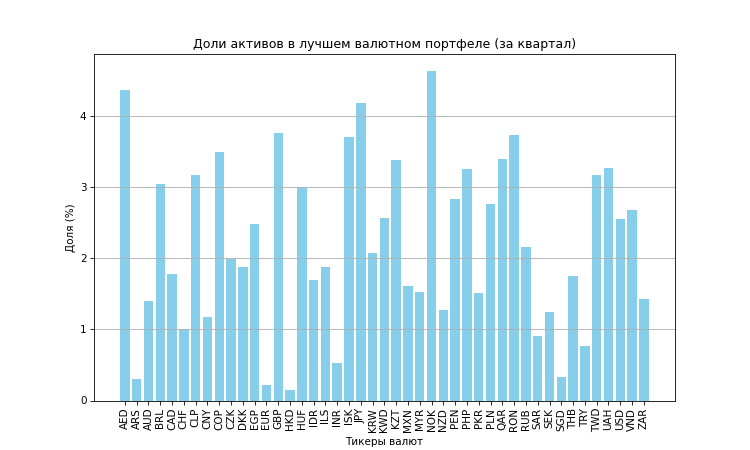 Доли активов в лучшем валютном портфеле (за квартал)
Доля (%)
4
3
2
1
0
AED ARS AUD BRL CAD CHF CLP CNY COP CZK DKK EGP EUR GBP HKD HUF IDR ILS INR ISK JPY KRW KWD KZT MXN MYR NOK NZD PEN PHP PKR PLN QAR RON RUB SAR SEK SGD THB TRY TWD UAH USD VND ZAR
Тикеры валют